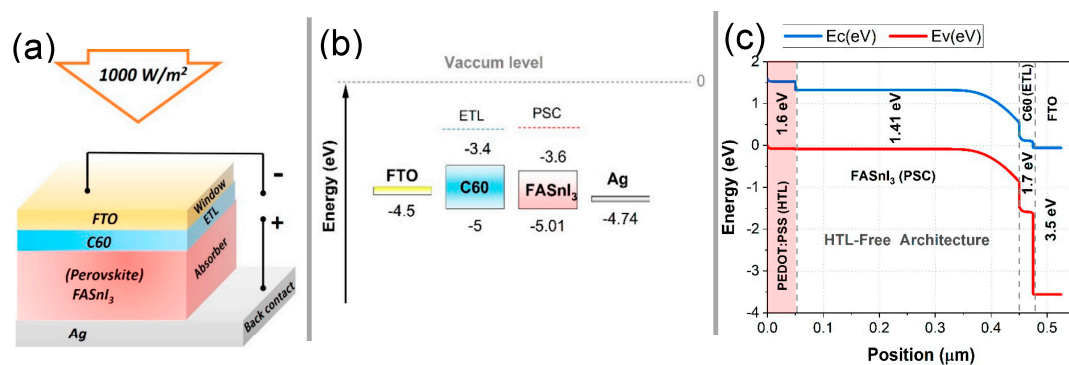 (a)
1000 W/m²
-
+
FTO
Window
C60
ETL
(Perovskite)
FASnI₃
Absorber
Ag
Back contact
(b)
Vaccum level
0
Energy (eV)
ETL
PSC
-3.4
-3.6
FTO
C60
FASnI₃
Ag
-4.5
-5
-5.01
-4.74
(c)
Ec(eV)
Ev(eV)
Energy (eV)
2
1
0
-1
-2
-3
-4
1.6 eV
PEDOT:PSS (HTL)
1.41 eV
FASnI₃ (PSC)
HTL-Free Architecture
C60 (ETL)
1.7 eV
FTO
3.5 eV
0.0
0.1
0.2
0.3
0.4
0.5
Position (μm)